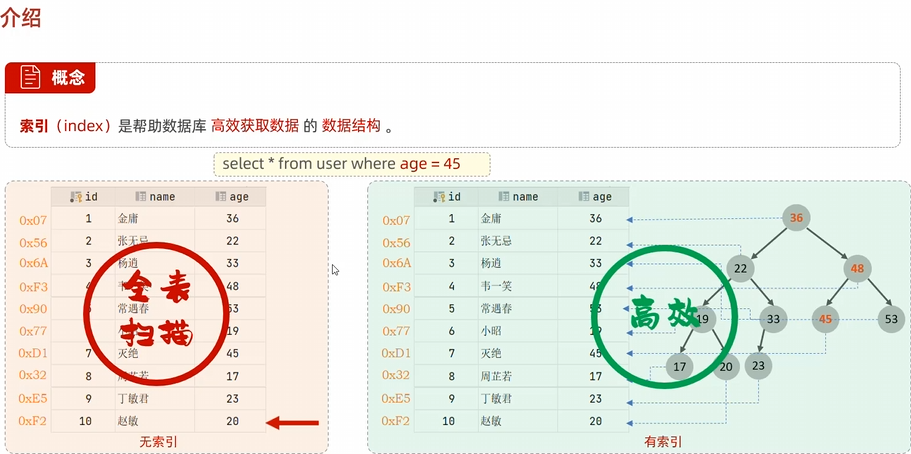 介绍
概念
索引（index）是帮助数据库 高效获取数据 的 数据结构 。
select * from user where age = 45
id name age
0x07 1 金庸 36
0x56 2 张无忌 22
0x6A 3 杨逍 33
0xF3 4 韦一笑 48
0x90 5 常遇春 53
0x77 19
0xD1 7 灭绝 45
0x32 8 周芷若 17
0xE5 9 丁敏君 23
0xF2 10 赵敏 20
全表
扫描
无索引
id name age
0x07 1 金庸 36
0x56 2 张无忌 22
0x6A 3 杨逍 33
0xF3 4 韦一笑 48
0x90 5 常遇春 53
0x77 6 小昭 19
0xD1 7 灭绝 45
0x32 8 周芷若 17
0xE5 9 丁敏君 23
0xF2 10 赵敏 20
高效
36
22 48
19 33 45 53
17 20 23
有索引